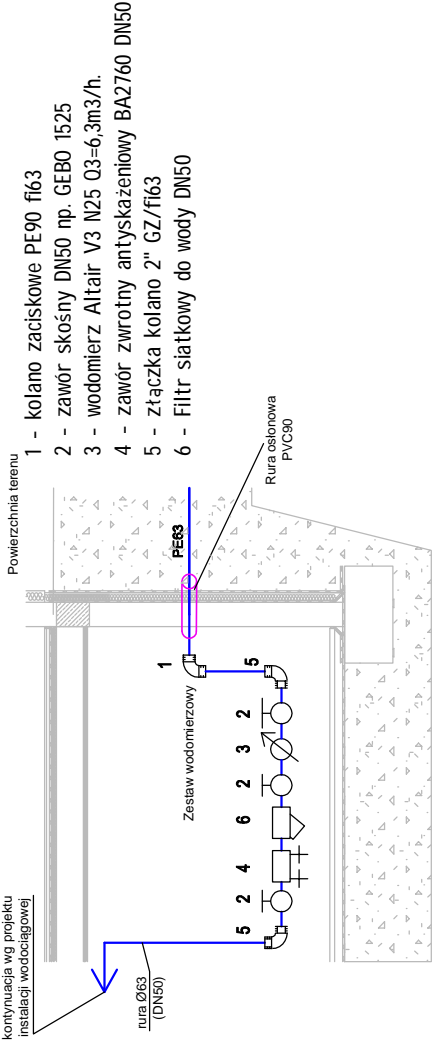 Powierzchnia terenu
1 - kolano zaciskowe PE90 fi63
2 - zawór skośny DN50 np. GEBO 1525
3 - wodomierz Altair V3 N25 Q3=6,3m3/h.
4 - zawór zwrotny antyskażeniowy BA2760 DN50
5 - złączka kolano 2" GZ/fi63
6 - Filtr siatkowy do wody DN50
Rura osłonowa
PVC90
PE63
1
5
Zestaw wodomierzowy
2
3
2
6
4
2
5
kontynuacja wg projektu
instalacji wodociągowej
rura Ø63
(DN50)